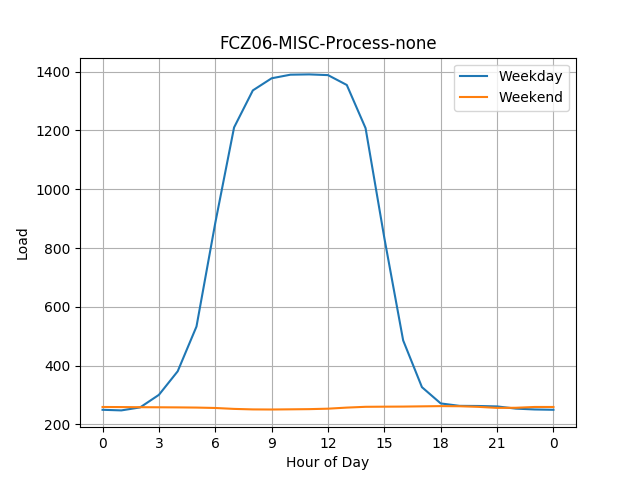 FCZ06-MISC-Process-none
Weekday
Weekend
1400
1200
1000
800
600
400
200
Load
0 3 6 9 12 15 18 21 0
Hour of Day